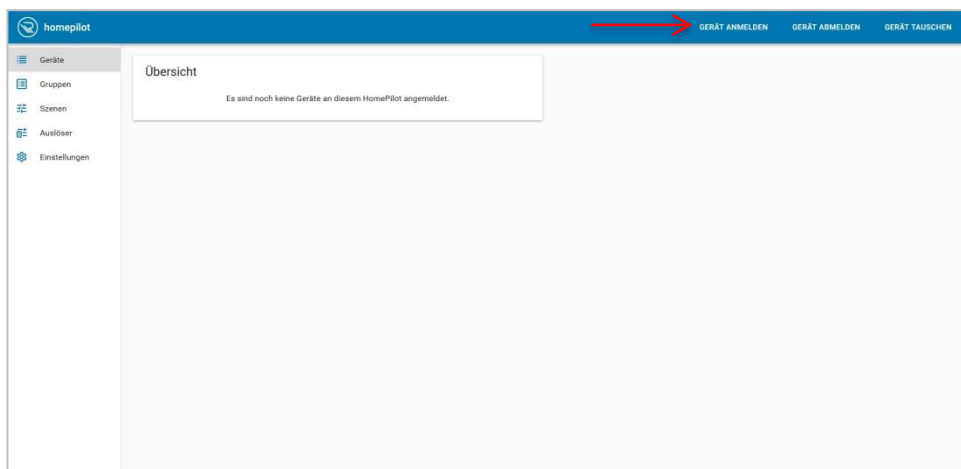 homepilot
GERÄT ANMELDEN
GERÄT ABMELDEN
GERÄT TAUSCHEN
Geräte
Gruppen
Szenen
Auslöser
Einstellungen
Übersicht
Es sind noch keine Geräte an diesem HomePilot angemeldet.